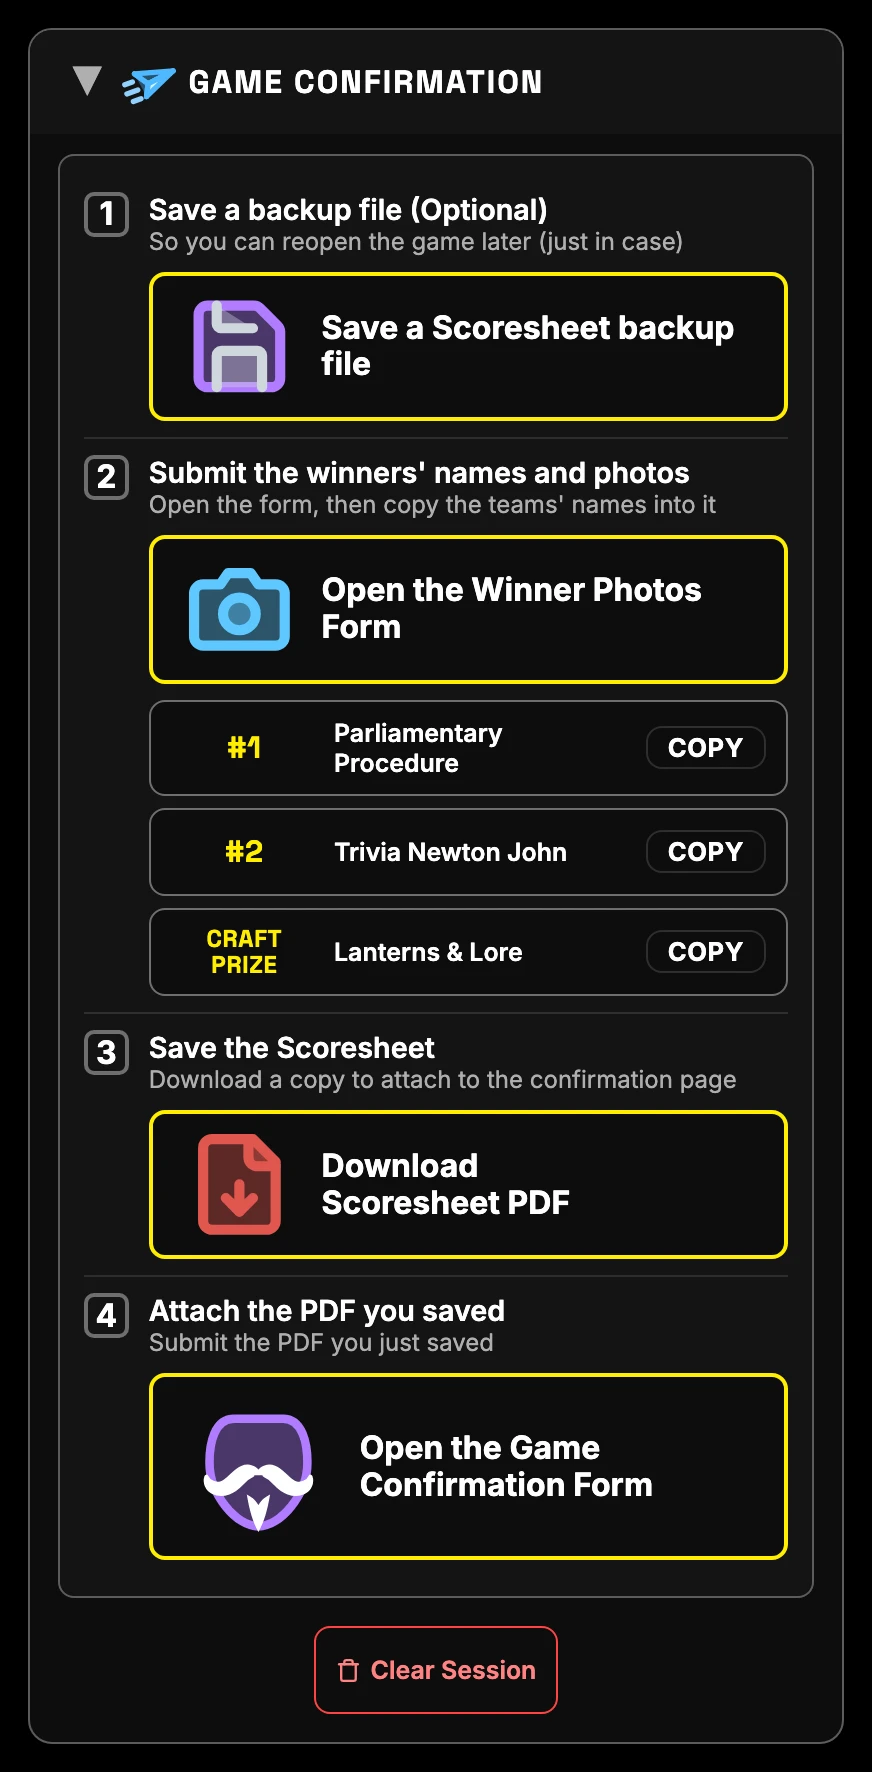 GAME CONFIRMATION
1
Save a backup file (Optional)
So you can reopen the game later (just in case)
Save a Scoresheet backup
file
2
Submit the winners' names and photos
Open the form, then copy the teams' names into it
Open the Winner Photos
Form
#1
Parliamentary
Procedure
COPY
#2
Trivia Newton John
COPY
CRAFT
PRIZE
Lanterns & Lore
COPY
3
Save the Scoresheet
Download a copy to attach to the confirmation page
Download
Scoresheet PDF
4
Attach the PDF you saved
Submit the PDF you just saved
Open the Game
Confirmation Form
Clear Session